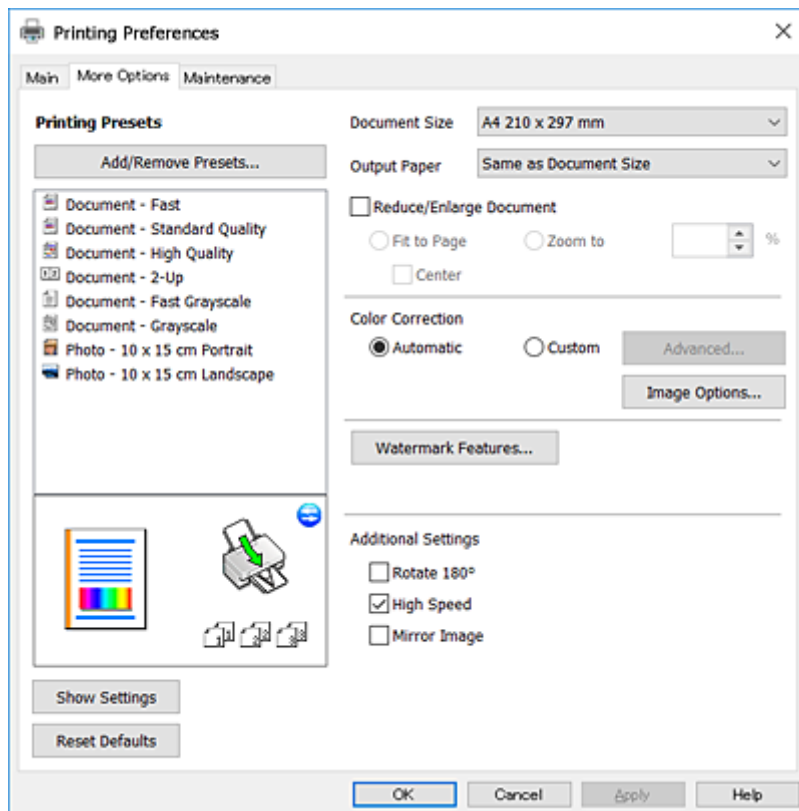 Printing Preferences
Main
More Options
Maintenance
Printing Presets
Add/Remove Presets...
Document - Fast
Document - Standard Quality
Document - High Quality
Document - 2-Up
Document - Fast Grayscale
Document - Grayscale
Photo - 10 x 15 cm Portrait
Photo - 10 x 15 cm Landscape
Show Settings
Reset Defaults
Document Size
A4 210 x 297 mm
Output Paper
Same as Document Size
Reduce/Enlarge Document
Fit to Page
Zoom to
%
Center
Color Correction
Automatic
Custom
Advanced...
Image Options...
Watermark Features...
Additional Settings
Rotate 180°
High Speed
Mirror Image
OK
Cancel
Apply
Help